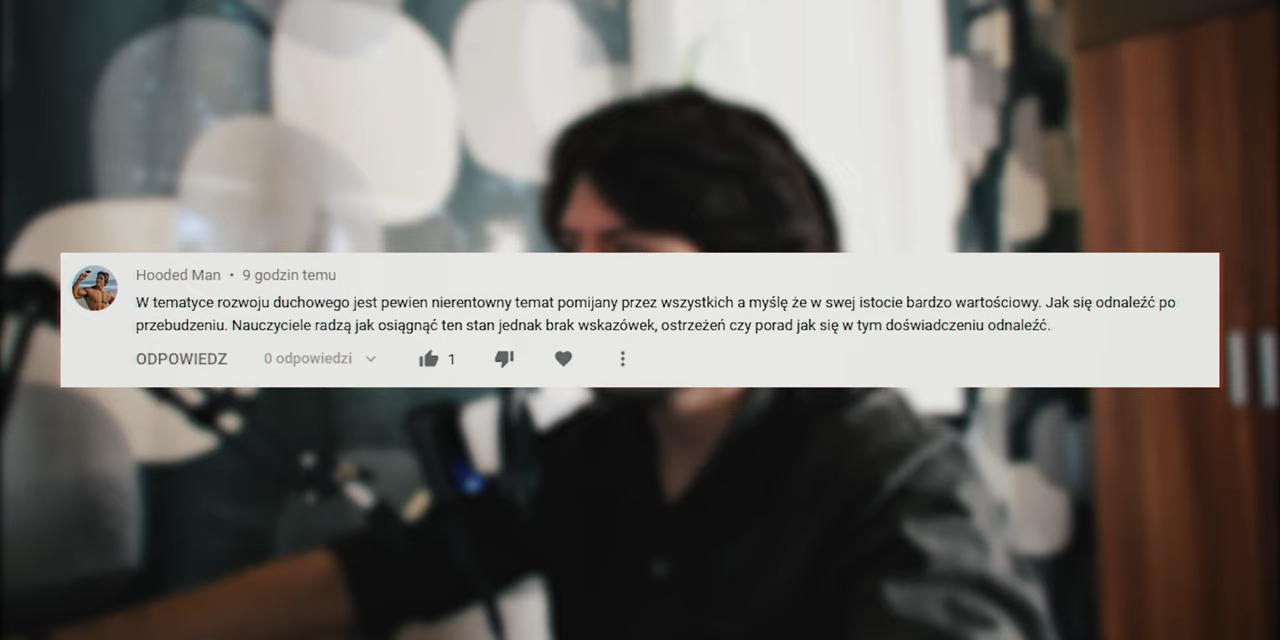 Hooded Man • 9 godzin temu
W tematyce rozwoju duchowego jest pewien nierentowny temat pomijany przez wszystkich a myślę że w swej istocie bardzo wartościowy. Jak się odnaleźć po
przebudzeniu. Nauczyciele radzą jak osiągnąć ten stan jednak brak wskazówek, ostrzeżeń czy porad jak się w tym doświadczeniu odnaleźć.
ODPOWIEDZ 0 odpowiedzi 1